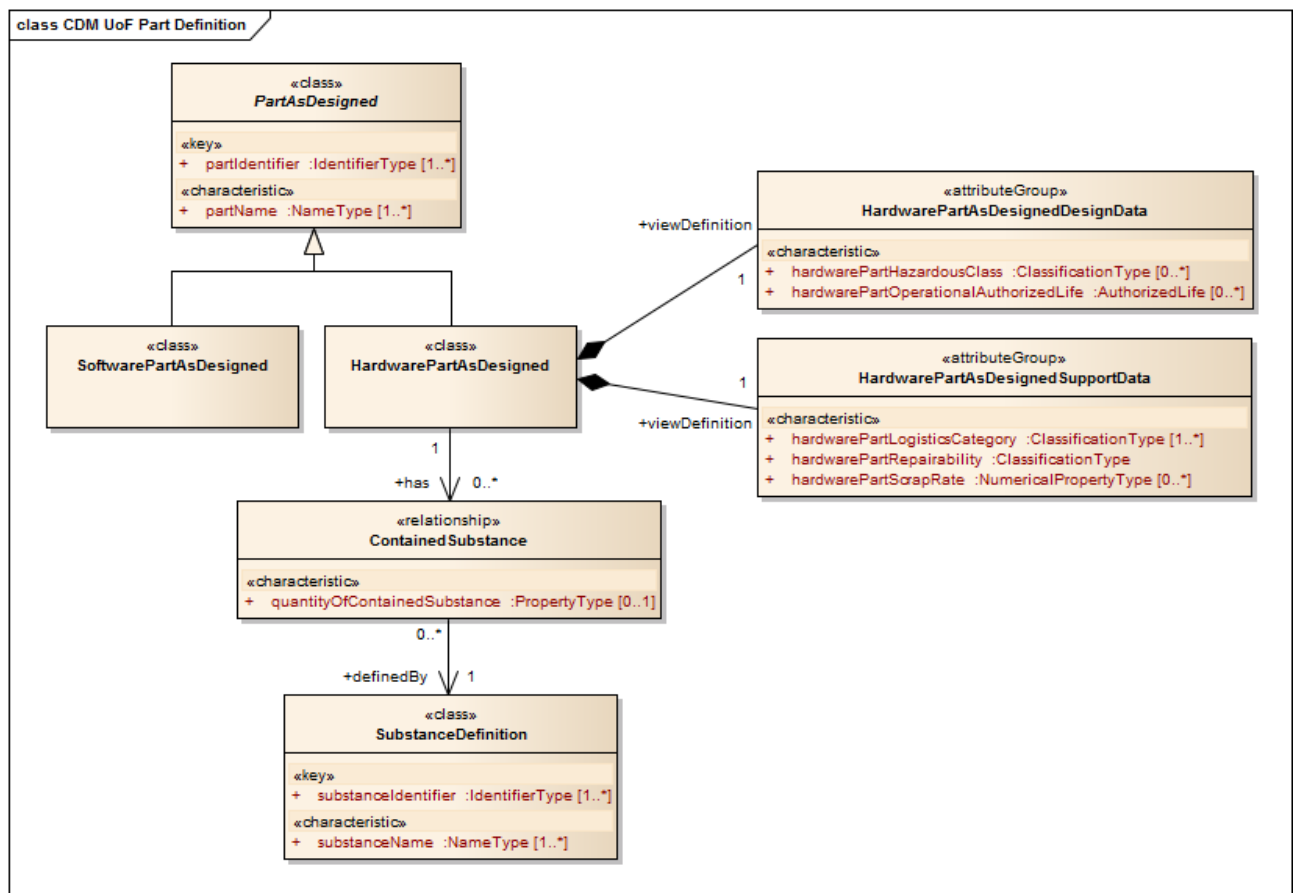 class CDM UoF Part Definition
«class»
PartAsDesigned
«key»
+ partIdentifier :IdentifierType [1..*]
«characteristic»
+ partName :NameType [1..*]
«class»
SoftwarePartAsDesigned
«class»
HardwarePartAsDesigned
+viewDefinition
1
«attributeGroup»
HardwarePartAsDesignedDesignData
«characteristic»
+ hardwarePartHazardousClass :ClassificationType [0..*]
+ hardwarePartOperationalAuthorizedLife :AuthorizedLife [0..*]
1
+viewDefinition
«attributeGroup»
HardwarePartAsDesignedSupportData
«characteristic»
+ hardwarePartLogisticsCategory :ClassificationType [1..*]
+ hardwarePartRepairability :ClassificationType
+ hardwarePartScrapRate :NumericalPropertyType [0..*]
1
+has 0..*
«relationship»
ContainedSubstance
«characteristic»
+ quantityOfContainedSubstance :PropertyType [0..1]
0..*
+definedBy 1
«class»
SubstanceDefinition
«key»
+ substanceIdentifier :IdentifierType [1..*]
«characteristic»
+ substanceName :NameType [1..*]